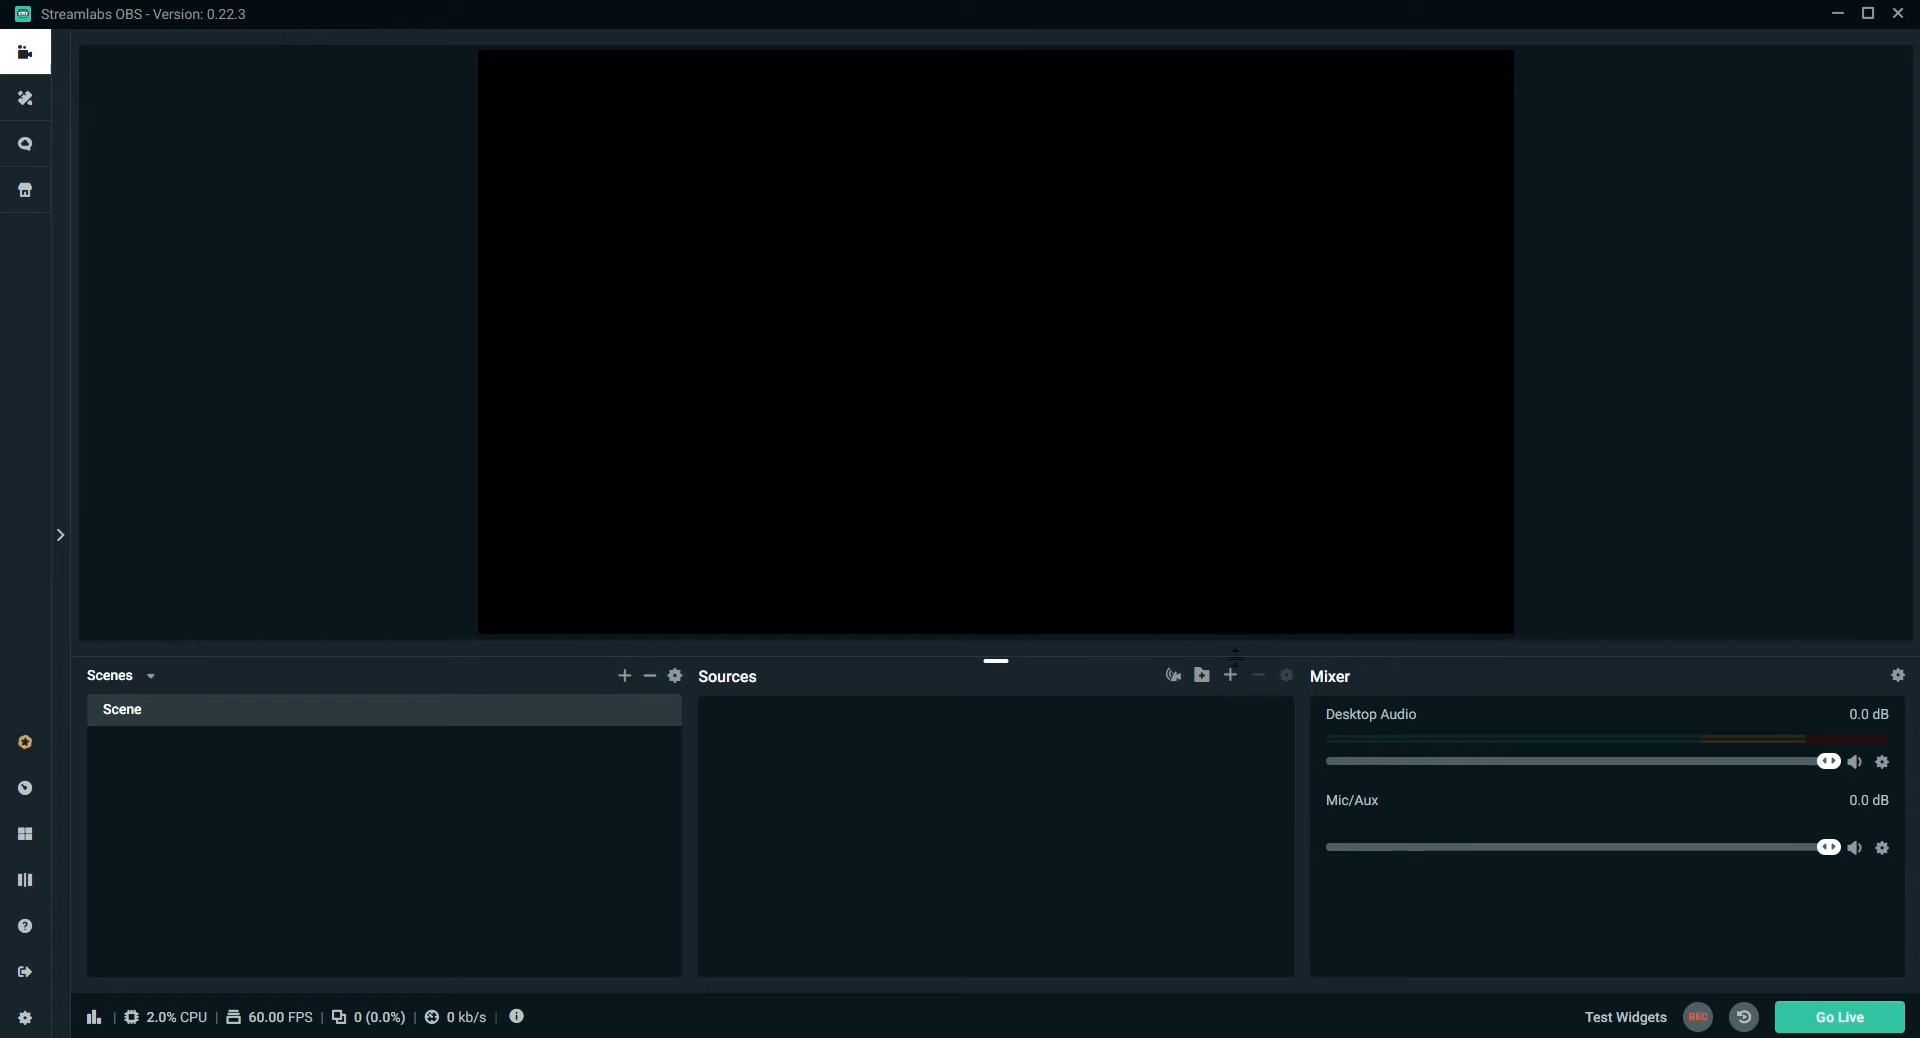 Streamlabs OBS - Version: 0.22.3
Scenes
Sources
Mixer
Scene
Desktop Audio 0.0 dB
Mic/Aux 0.0 dB
2.0% CPU | 60.00 FPS | 0 (0.0%) | 0 kb/s
Test Widgets
REC
Go Live